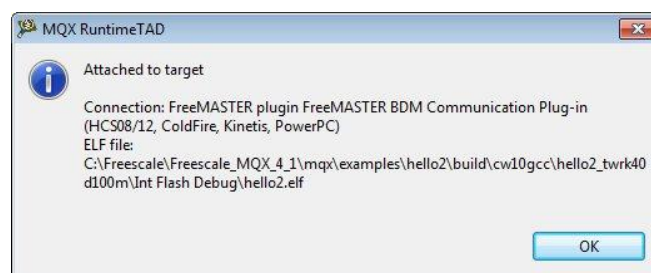 MQX RuntimeTAD
Attached to target
Connection: FreeMASTER plugin FreeMASTER BDM Communication Plug-in
(HCS08/12, ColdFire, Kinetis, PowerPC)
ELF file:
C:\Freescale\Freescale_MQX_4_1\mqx\examples\hello2\build\cw10gcc\hello2_twrk40
d100m\Int Flash Debug\hello2.elf
OK